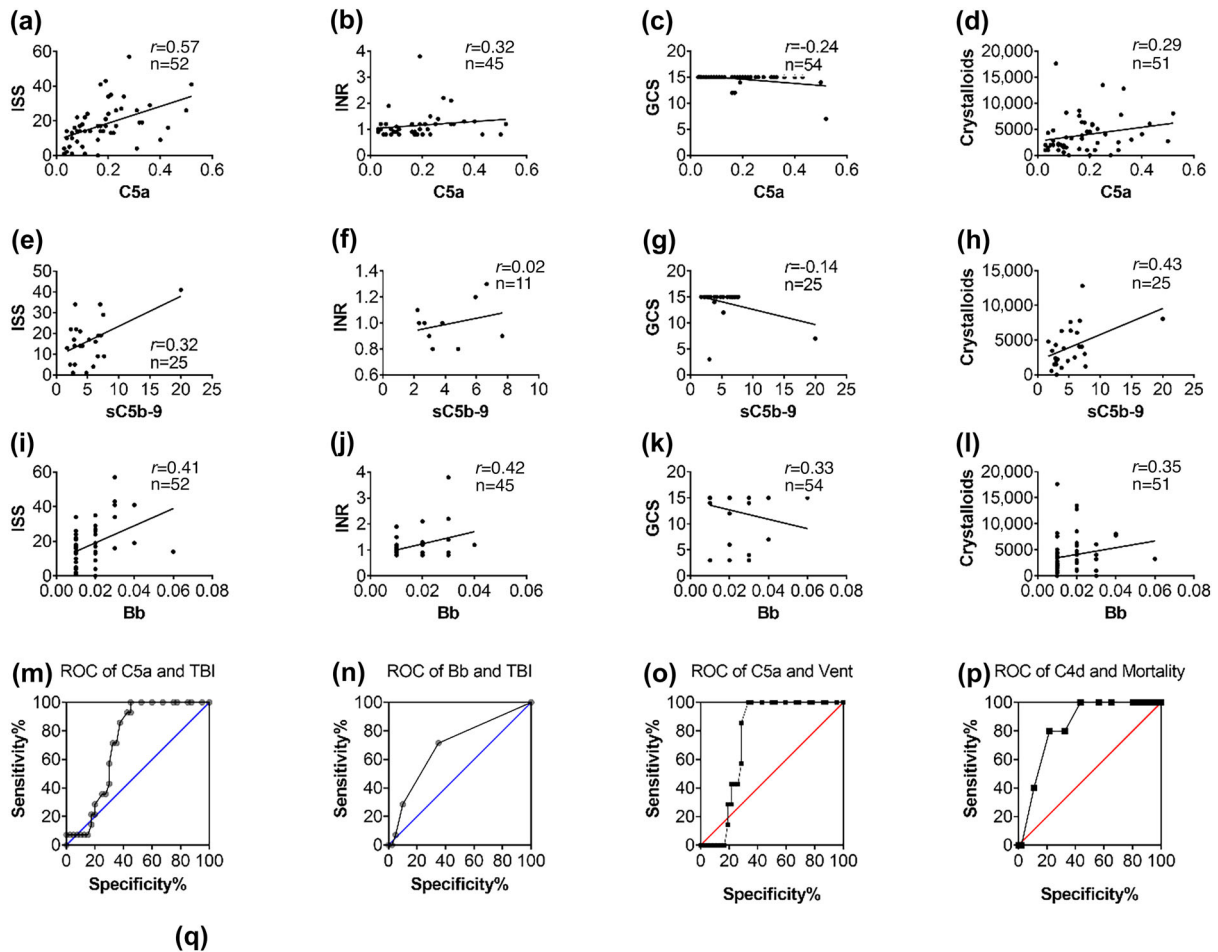 (a)
r=0.57
n=52
ISS
60
40
20
0
0.0 0.2 0.4 0.6
C5a
(b)
r=0.32
n=45
INR
4
3
2
1
0
0.0 0.2 0.4 0.6
C5a
(c)
r=-0.24
n=54
GCS
20
15
10
5
0
0.0 0.2 0.4 0.6
C5a
(d)
r=0.29
n=51
Crystalloids
20,000
15,000
10,000
5000
0
0.0 0.2 0.4 0.6
C5a
(e)
r=0.32
n=25
ISS
50
40
30
20
10
0
0 5 10 15 20 25
sC5b-9
(f)
r=0.02
n=11
INR
1.4
1.2
1.0
0.8
0.6
0 2 4 6 8 10
sC5b-9
(g)
r=-0.14
n=25
GCS
20
15
10
5
0
0 5 10 15 20 25
sC5b-9
(h)
r=0.43
n=25
Crystalloids
15,000
10,000
5000
0
0 5 10 15 20 25
sC5b-9
(i)
r=0.41
n=52
ISS
60
40
20
0
0.00 0.02 0.04 0.06 0.08
Bb
(j)
r=0.42
n=45
INR
4
3
2
1
0
0.00 0.01 0.02 0.03 0.04 0.05
Bb
(k)
r=0.33
n=54
GCS
20
15
10
5
0
0.00 0.02 0.04 0.06 0.08
Bb
(l)
r=0.35
n=51
Crystalloids
20,000
15,000
10,000
5000
0
0.00 0.02 0.04 0.06 0.08
Bb
(m) ROC of C5a and TBI
Sensitivity%
100
80
60
40
20
0
0 20 40 60 80 100
Specificity%
(n) ROC of Bb and TBI
Sensitivity%
100
80
60
40
20
0
0 20 40 60 80 100
Specificity%
(o) ROC of C5a and Vent
Sensitivity%
100
80
60
40
20
0
0 20 40 60 80 100
Specificity%
(p) ROC of C4d and Mortality
Sensitivity%
100
80
60
40
20
0
0 20 40 60 80 100
Specificity%
(q)